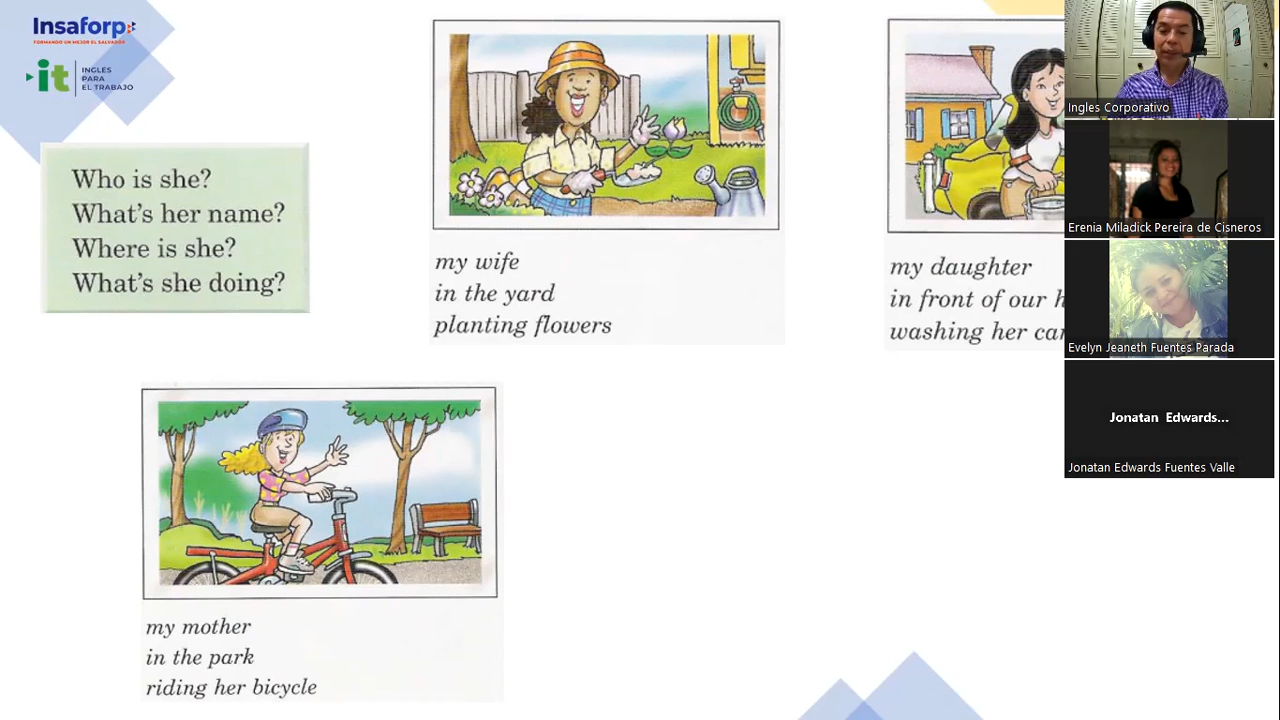 Insaforp
FORMANDO UN MEJOR EL SALVADOR
it
INGLES
PARA
EL TRABAJO
Who is she?
What's her name?
Where is she?
What's she doing?
my wife
in the yard
planting flowers
my daughter
in front of our
washing her
my mother
in the park
riding her bicycle
Ingles Corporativo
Erenia Miladick Pereira de Cisneros
Evelyn Jeaneth Fuentes Parada
Jonatan Edwards...
Jonatan Edwards Fuentes Valle